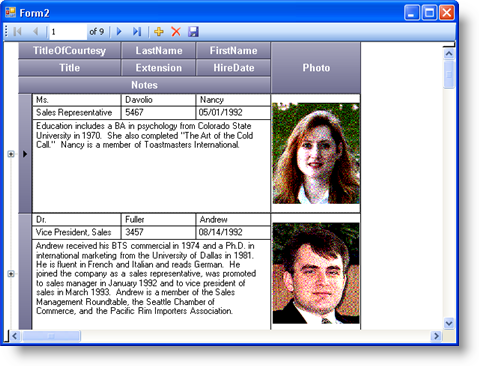 Form2
1 of 9
TitleOfCourtesy LastName FirstName
Title Extension HireDate Photo
Notes
Ms. Davolio Nancy
Sales Representative 5467 05/01/1992
Education includes a BA in psychology from Colorado State
University in 1970. She also completed "The Art of the Cold
Call." Nancy is a member of Toastmasters International.
Dr. Fuller Andrew
Vice President, Sales 3457 08/14/1992
Andrew received his BTS commercial in 1974 and a Ph.D. in
international marketing from the University of Dallas in 1981.
He is fluent in French and Italian and reads German. He
joined the company as a sales representative, was promoted
to sales manager in January 1992 and to vice president of
sales in March 1993. Andrew is a member of the Sales
Management Roundtable, the Seattle Chamber of
Commerce, and the Pacific Rim Importers Association.